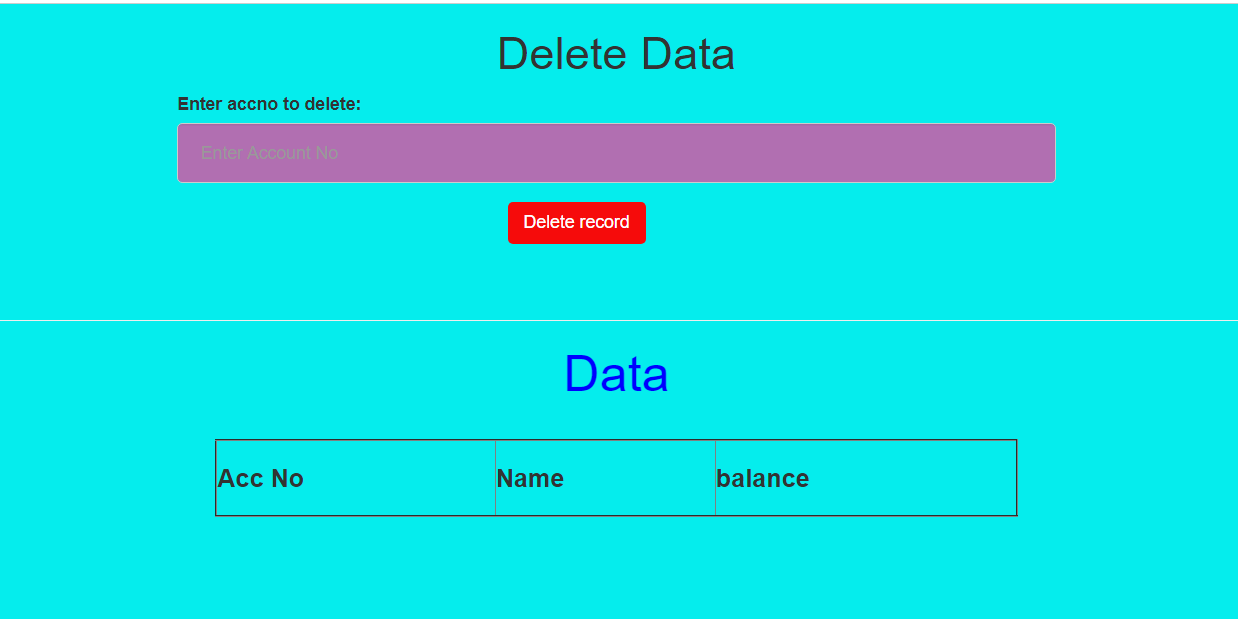 Delete Data
Enter accno to delete:
Enter Account No
Delete record
Data
Acc No Name balance